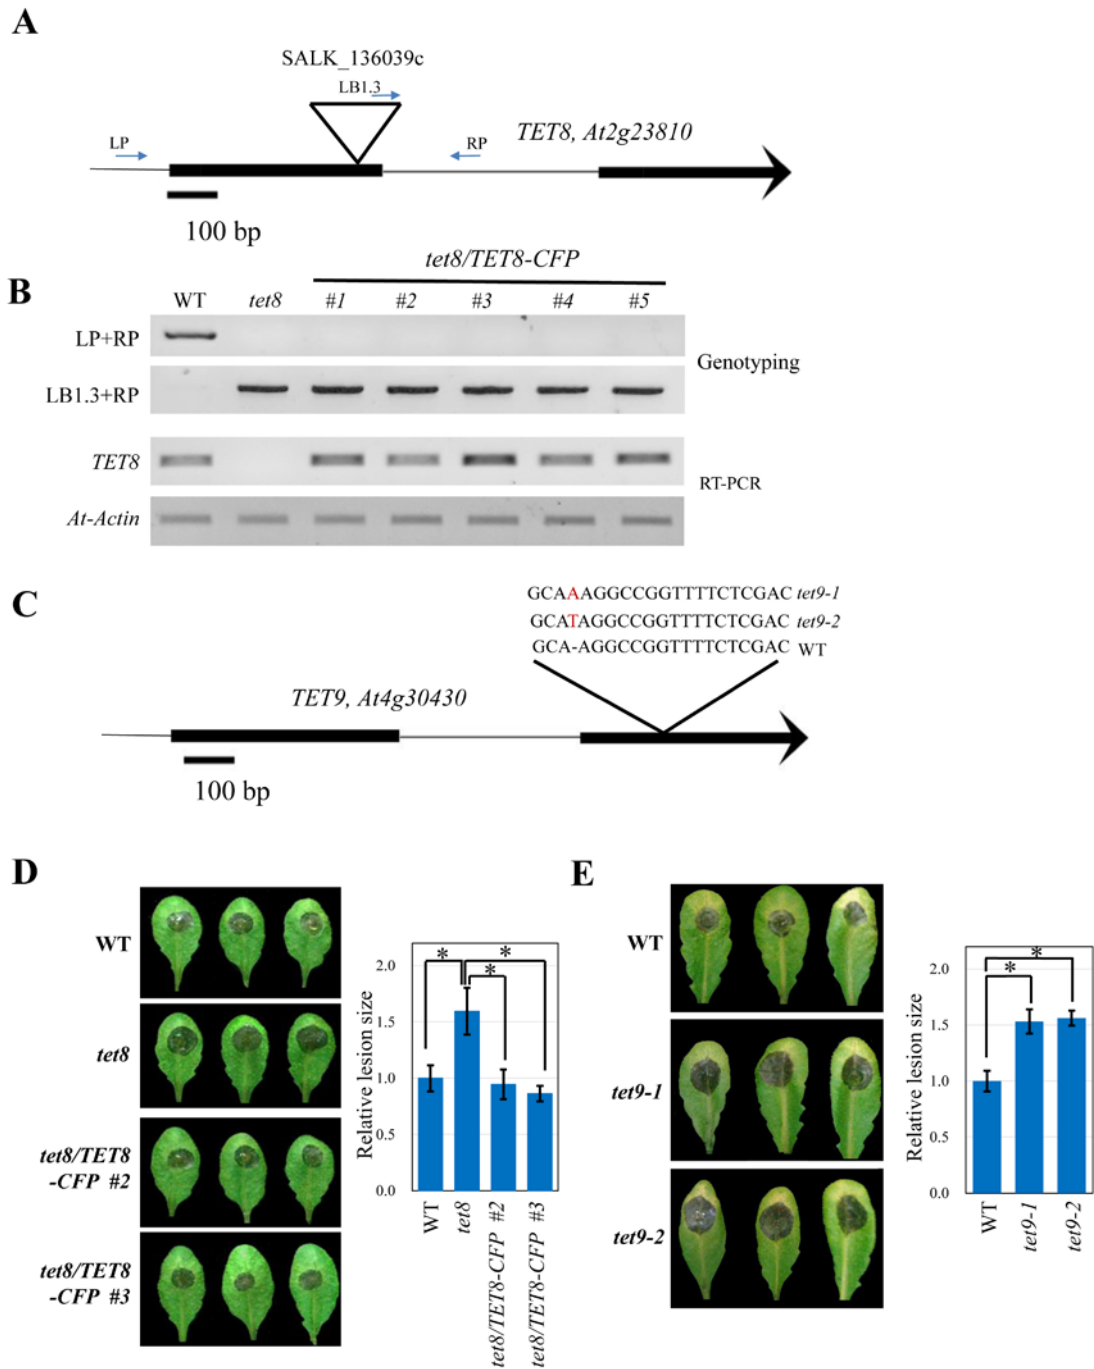 A
SALK_136039c
LB1.3
TET8, At2g23810
LP
RP
100 bp
tet8/TET8-CFP
B
WT tet8 #1 #2 #3 #4 #5
LP+RP
Genotyping
LB1.3+RP
TET8
RT-PCR
At-Actin
C
GCAAAGGCCGGTTTTCTCGAC tet9-1
GCATAGGCCGGTTTTCTCGAC tet9-2
GCA-AGGCCGGTTTTCTCGAC WT
TET9, At4g30430
100 bp
D
WT
tet8
tet8/TET8
-CFP #2
tet8/TET8
-CFP #3
Relative lesion size
2.0
1.5
1.0
0.5
0.0
* *
*
WT
tet8
tet8/TET8-CFP #2
tet8/TET8-CFP #3
E
WT
tet9-1
tet9-2
Relative lesion size
2.0
1.5
1.0
0.5
0.0
*
*
WT
tet9-1
tet9-2